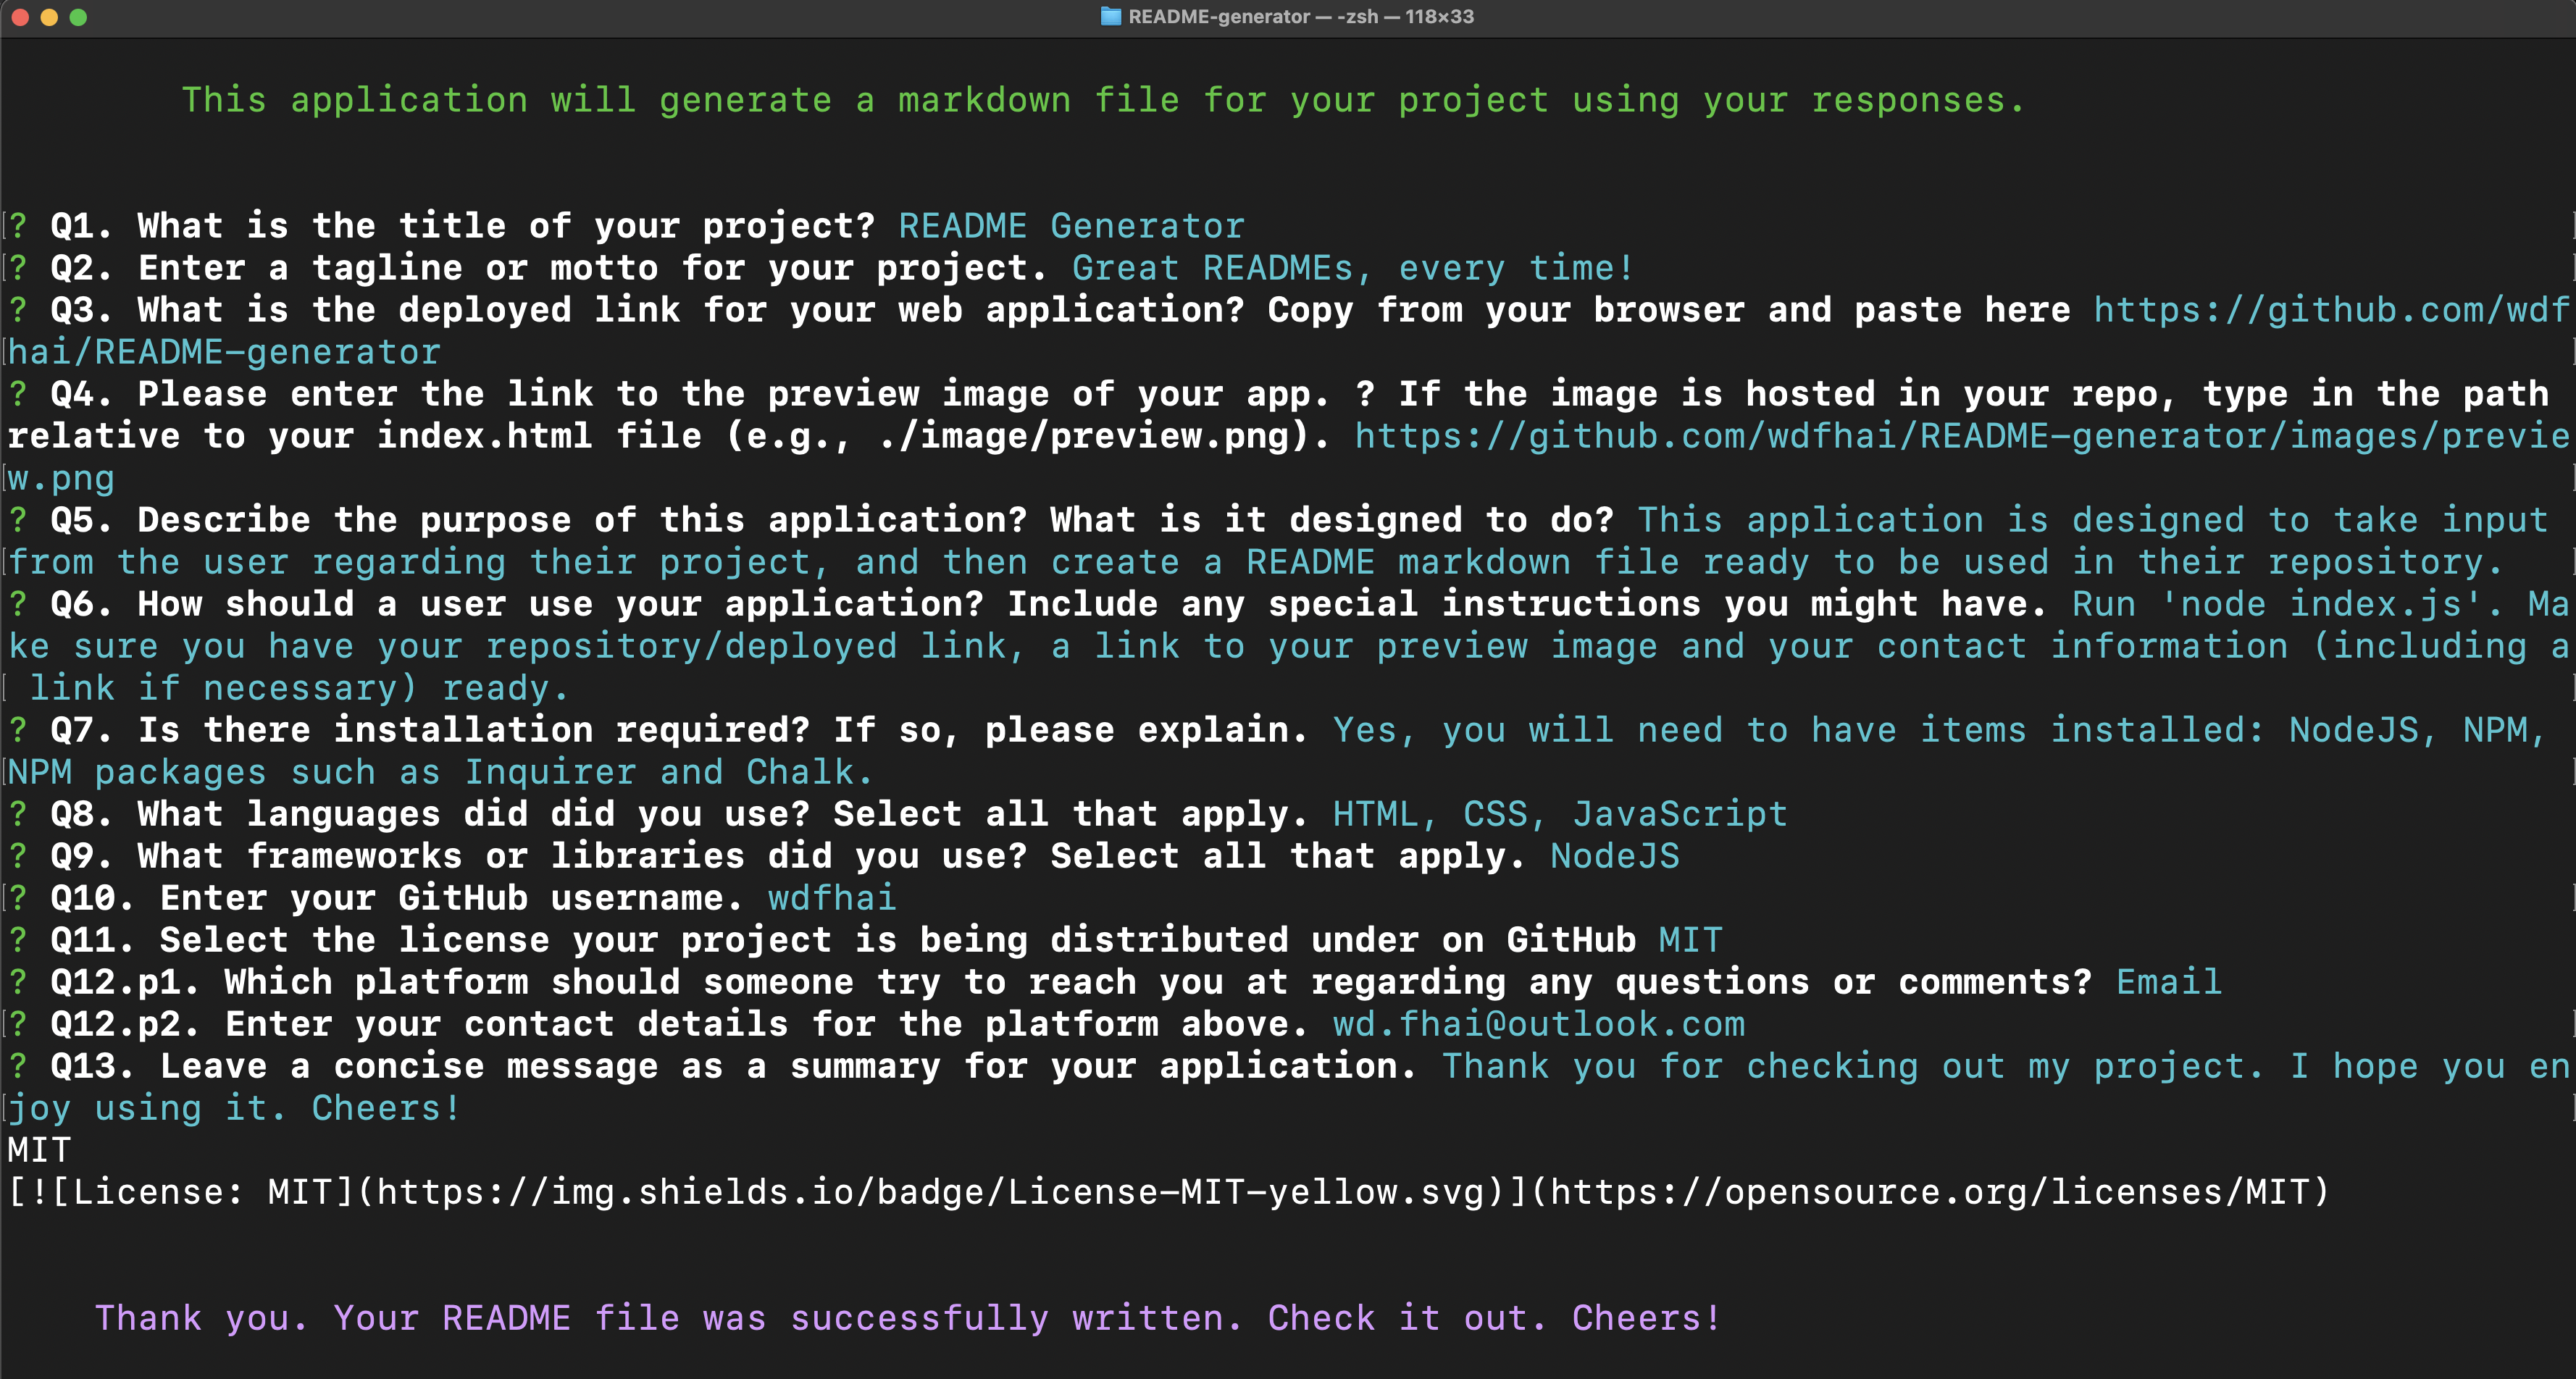 README-generator — -zsh — 118×33
This application will generate a markdown file for your project using your responses.
? Q1. What is the title of your project? README Generator
? Q2. Enter a tagline or motto for your project. Great READMEs, every time!
? Q3. What is the deployed link for your web application? Copy from your browser and paste here https://github.com/wdf
hai/README-generator
? Q4. Please enter the link to the preview image of your app. ? If the image is hosted in your repo, type in the path
relative to your index.html file (e.g., ./image/preview.png). https://github.com/wdfhai/README-generator/images/previe
w.png
? Q5. Describe the purpose of this application? What is it designed to do? This application is designed to take input
from the user regarding their project, and then create a README markdown file ready to be used in their repository.
? Q6. How should a user use your application? Include any special instructions you might have. Run 'node index.js'. Ma
ke sure you have your repository/deployed link, a link to your preview image and your contact information (including a
link if necessary) ready.
? Q7. Is there installation required? If so, please explain. Yes, you will need to have items installed: NodeJS, NPM,
NPM packages such as Inquirer and Chalk.
? Q8. What languages did did you use? Select all that apply. HTML, CSS, JavaScript
? Q9. What frameworks or libraries did you use? Select all that apply. NodeJS
? Q10. Enter your GitHub username. wdfhai
? Q11. Select the license your project is being distributed under on GitHub MIT
? Q12.p1. Which platform should someone try to reach you at regarding any questions or comments? Email
? Q12.p2. Enter your contact details for the platform above. wd.fhai@outlook.com
? Q13. Leave a concise message as a summary for your application. Thank you for checking out my project. I hope you en
joy using it. Cheers!
MIT
[![License: MIT](https://img.shields.io/badge/License-MIT-yellow.svg)](https://opensource.org/licenses/MIT)
Thank you. Your README file was successfully written. Check it out. Cheers!